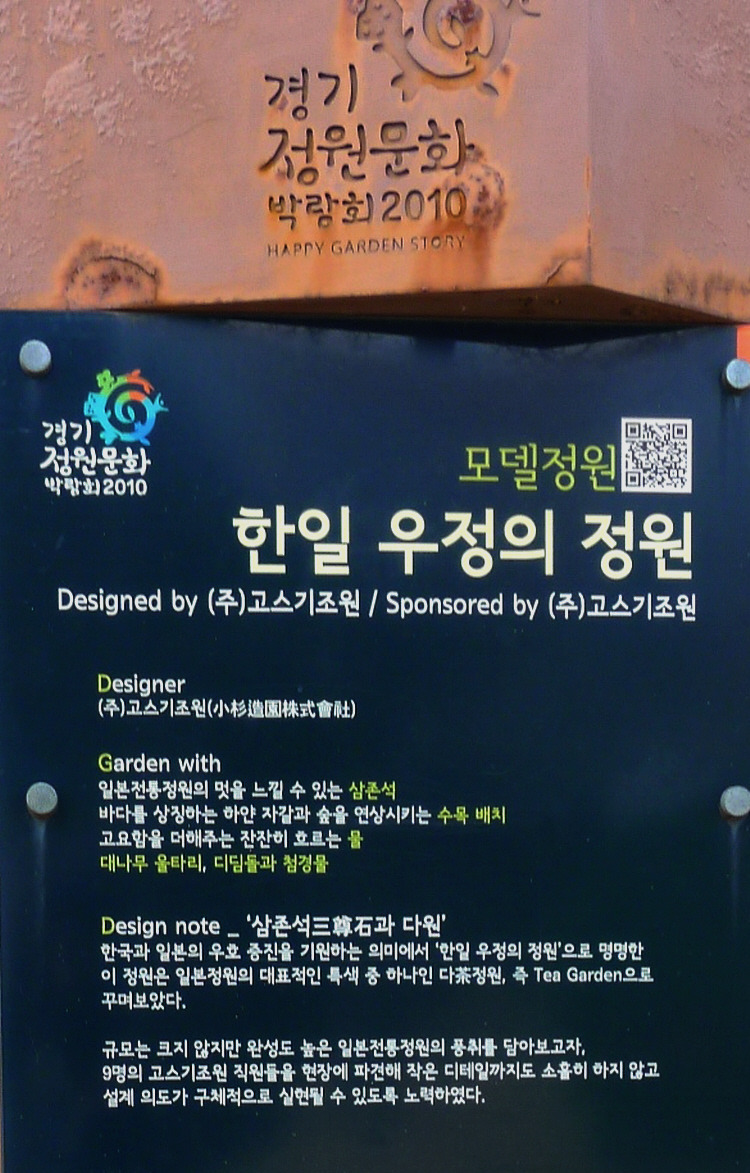 경기
정원문화
박람회 2010
HAPPY GARDEN STORY
경기
정원문화
박람회 2010
모델정원
한일 우정의 정원
Designed by (주)고스기조원 / Sponsored by (주)고스기조원
Designer
(주)고스기조원(小杉造園株式會社)
Garden with
일본전통정원의 멋을 느낄 수 있는 삼존석
바다를 상징하는 하얀 자갈과 숲을 연상시키는 수목 배치
고요함을 더해주는 잔잔히 흐르는 물
대나무 울타리, 디딤돌과 첨경물
Design note _ ‘삼존석三尊石과 다원’
한국과 일본의 우호 증진을 기원하는 의미에서 ‘한일 우정의 정원’으로 명명한
이 정원은 일본정원의 대표적인 특색 중 하나인 다茶정원, 즉 Tea Garden으로
꾸며보았다.
규모는 크지 않지만 완성도 높은 일본전통정원의 풍취를 담아보고자,
9명의 고스기조원 직원들을 현장에 파견해 작은 디테일까지도 소홀히 하지 않고
설계 의도가 구체적으로 실현될 수 있도록 노력하였다.